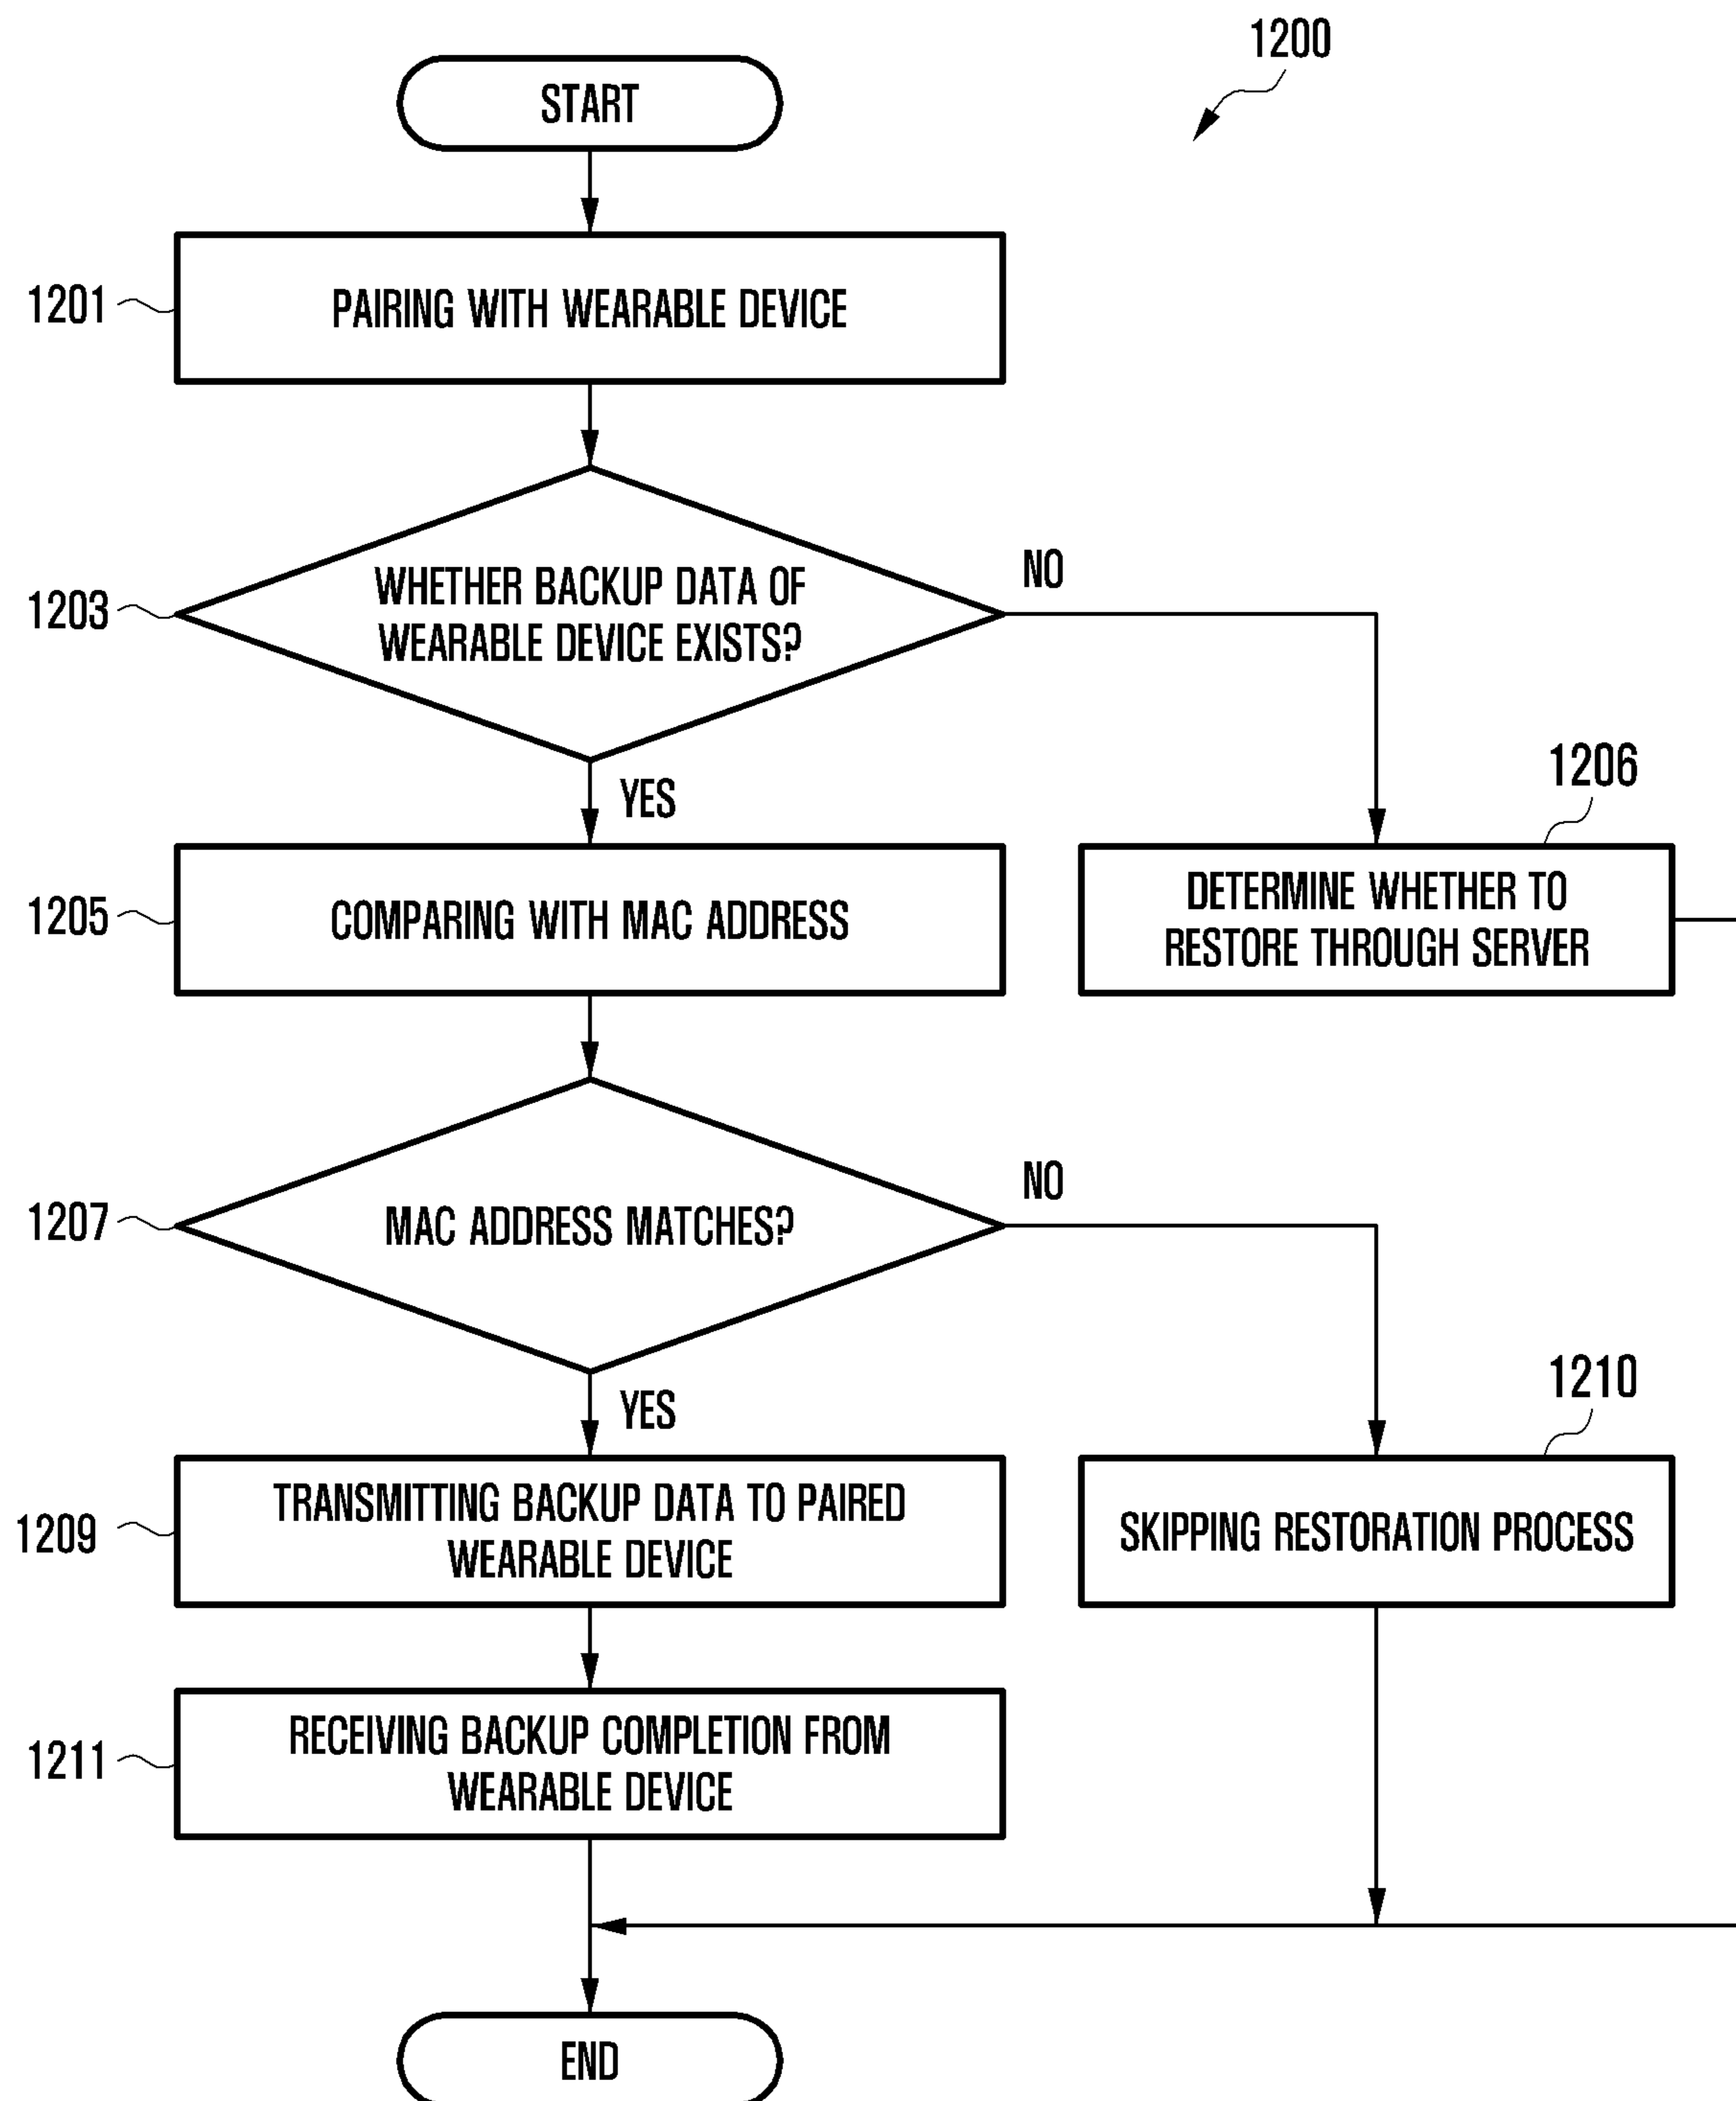 1200
START
1201
PAIRING WITH WEARABLE DEVICE
1203
WHETHER BACKUP DATA OF
WEARABLE DEVICE EXISTS?
NO
YES
1206
1205
COMPARING WITH MAC ADDRESS
DETERMINE WHETHER TO
RESTORE THROUGH SERVER
1207
MAC ADDRESS MATCHES?
NO
YES
1210
1209
TRANSMITTING BACKUP DATA TO PAIRED
WEARABLE DEVICE
SKIPPING RESTORATION PROCESS
1211
RECEIVING BACKUP COMPLETION FROM
WEARABLE DEVICE
END